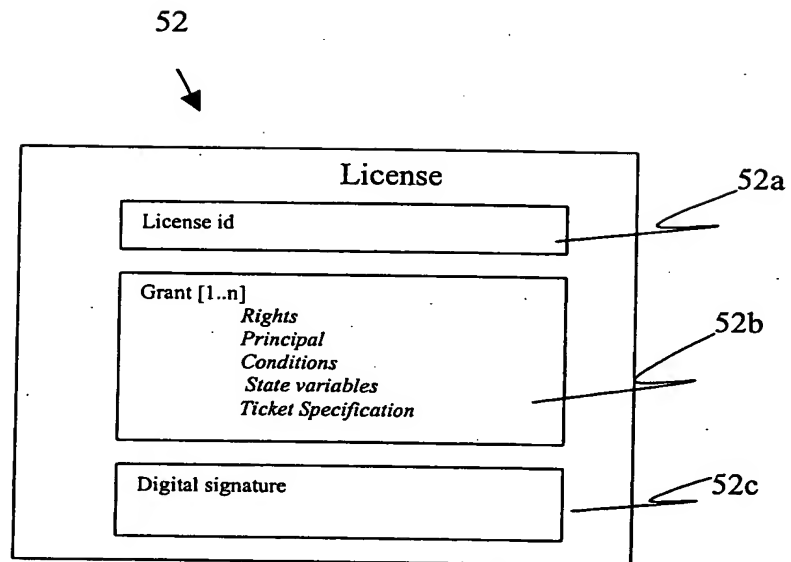 52
License
52a
License id
Grant [1..n]
Rights
Principal
52b
Conditions
State variables
Ticket Specification
Digital signature
52c